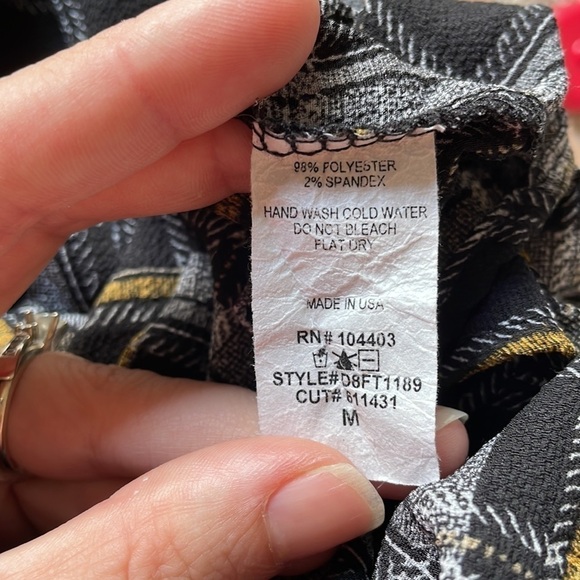 98% POLYESTER
2% SPANDEX
HAND WASH COLD WATER
DO NOT BLEACH
FLAT DRY
MADE IN USA
RN# 104403
STYLE#D8FT1189
CUT# 611431
M